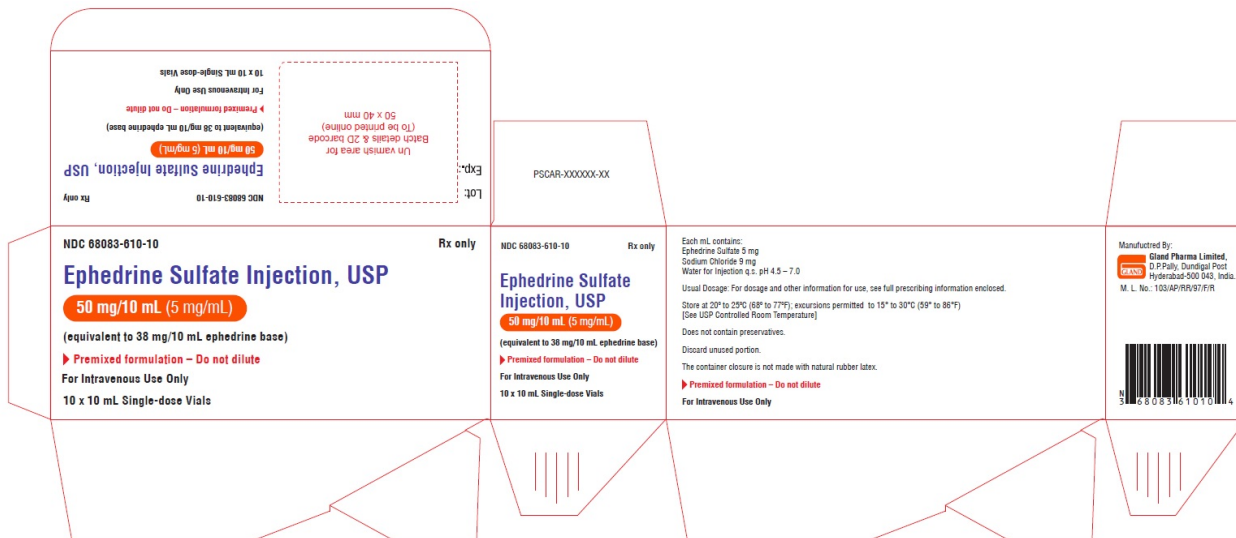 10 x 10 mL Single-dose Vials
For Intravenous Use Only
Premixed formulation – Do not dilute
(equivalent to 38 mg/10 mL ephedrine base)
50 mg/10 mL (5 mg/mL)
Ephedrine Sulfate Injection, USP
NDC 68083-610-10 Rx only
Un varnish area for
Batch details & 2D barcode
(To be printed online)
50 x 40 mm
Lot:
Exp.:
PSCAR-XXXXXX-XX
NDC 68083-610-10 Rx only
Ephedrine Sulfate Injection, USP
50 mg/10 mL (5 mg/mL)
(equivalent to 38 mg/10 mL ephedrine base)
Premixed formulation – Do not dilute
For Intravenous Use Only
10 x 10 mL Single-dose Vials
NDC 68083-610-10 Rx only
Ephedrine Sulfate
Injection, USP
50 mg/10 mL (5 mg/mL)
(equivalent to 38 mg/10 mL ephedrine base)
Premixed formulation – Do not dilute
For Intravenous Use Only
10 x 10 mL Single-dose Vials
Each mL contains:
Ephedrine Sulfate 5 mg
Sodium Chloride 9 mg
Water for Injection q.s. pH 4.5 – 7.0
Usual Dosage: For dosage and other information for use, see full prescribing information enclosed.
Store at 20º to 25ºC (68º to 77ºF); excursions permitted to 15° to 30°C (59° to 86°F)
[See USP Controlled Room Temperature]
Does not contain preservatives.
Discard unused portion.
The container closure is not made with natural rubber latex.
Premixed formulation – Do not dilute
For Intravenous Use Only
Manufuctred By:
GLAND
Gland Pharma Limited,
D.P.Pally, Dundigal Post
Hyderabad-500 043, India.
M. L. No.: 103/AP/RR/97/F/R
N
3 68083 61010 4